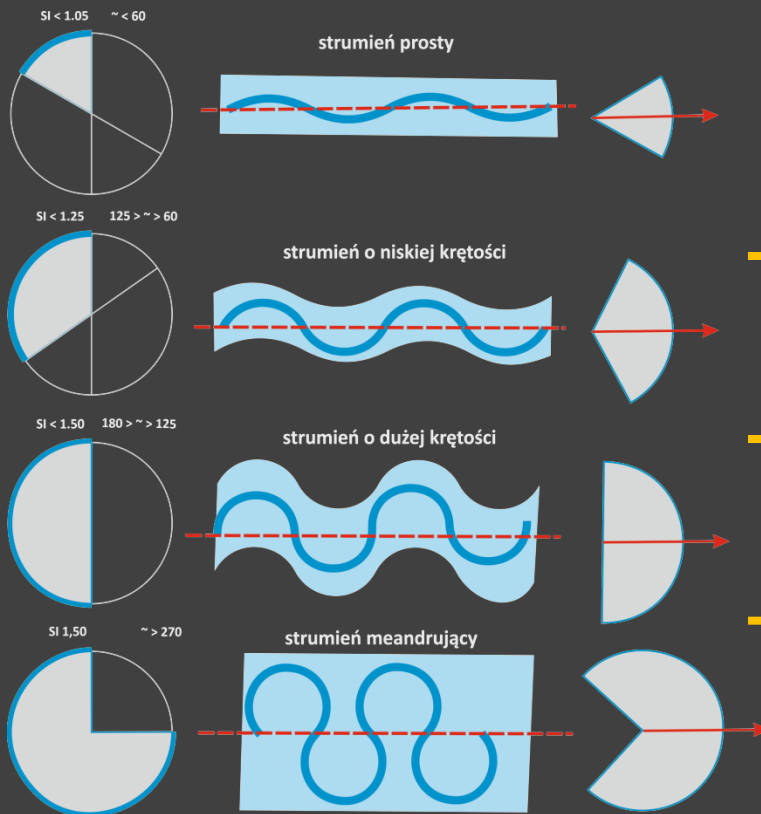 SI < 1.05 ~ < 60
strumień prosty
SI < 1.25 125 > ~ > 60
strumień o niskiej krętości
SI < 1.50 180 > ~ > 125
strumień o dużej krętości
SI 1,50 ~ > 270
strumień meandrujący